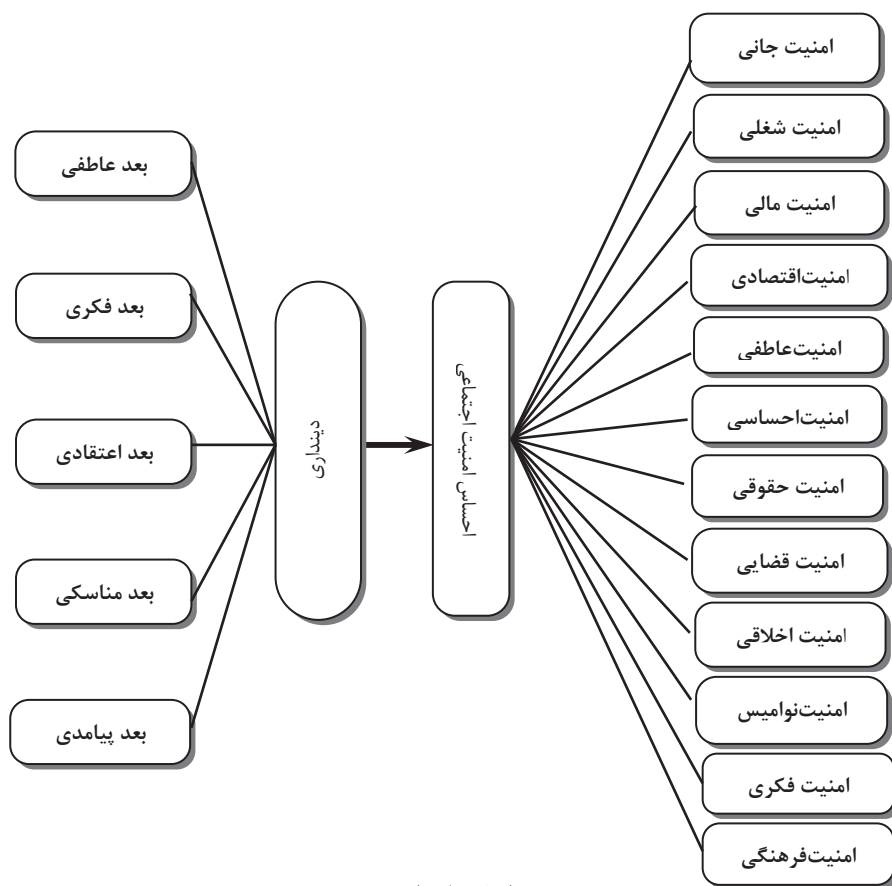 امنیت جانی
امنیت شغلی
امنیت مالی
امنیت‌اقتصادی
امنیت‌عاطفی
امنیت‌احساسی
امنیت حقوقی
امنیت قضایی
امنیت اخلاقی
امنیت‌نوامیس
امنیت فکری
امنیت‌فرهنگی
احساس امنیت اجتماعی
دینداری
بعد عاطفی
بعد فکری
بعد اعتقادی
بعد مناسکی
بعد پیامدی